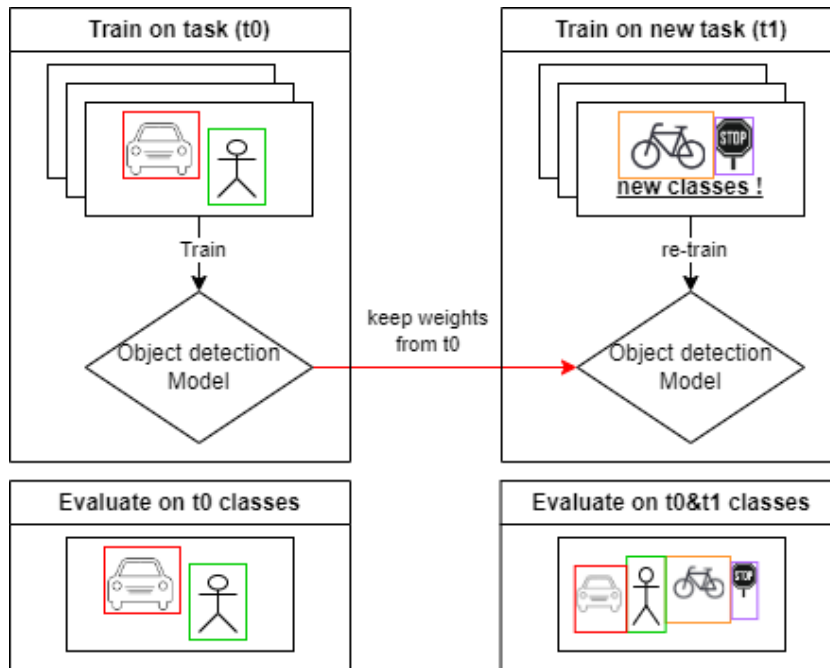 Train on task (t0)
Train on new task (t1)
STOP
new classes !
Train
re-train
Object detection
Model
keep weights
from t0
Object detection
Model
Evaluate on t0 classes
Evaluate on t0&t1 classes
STOP